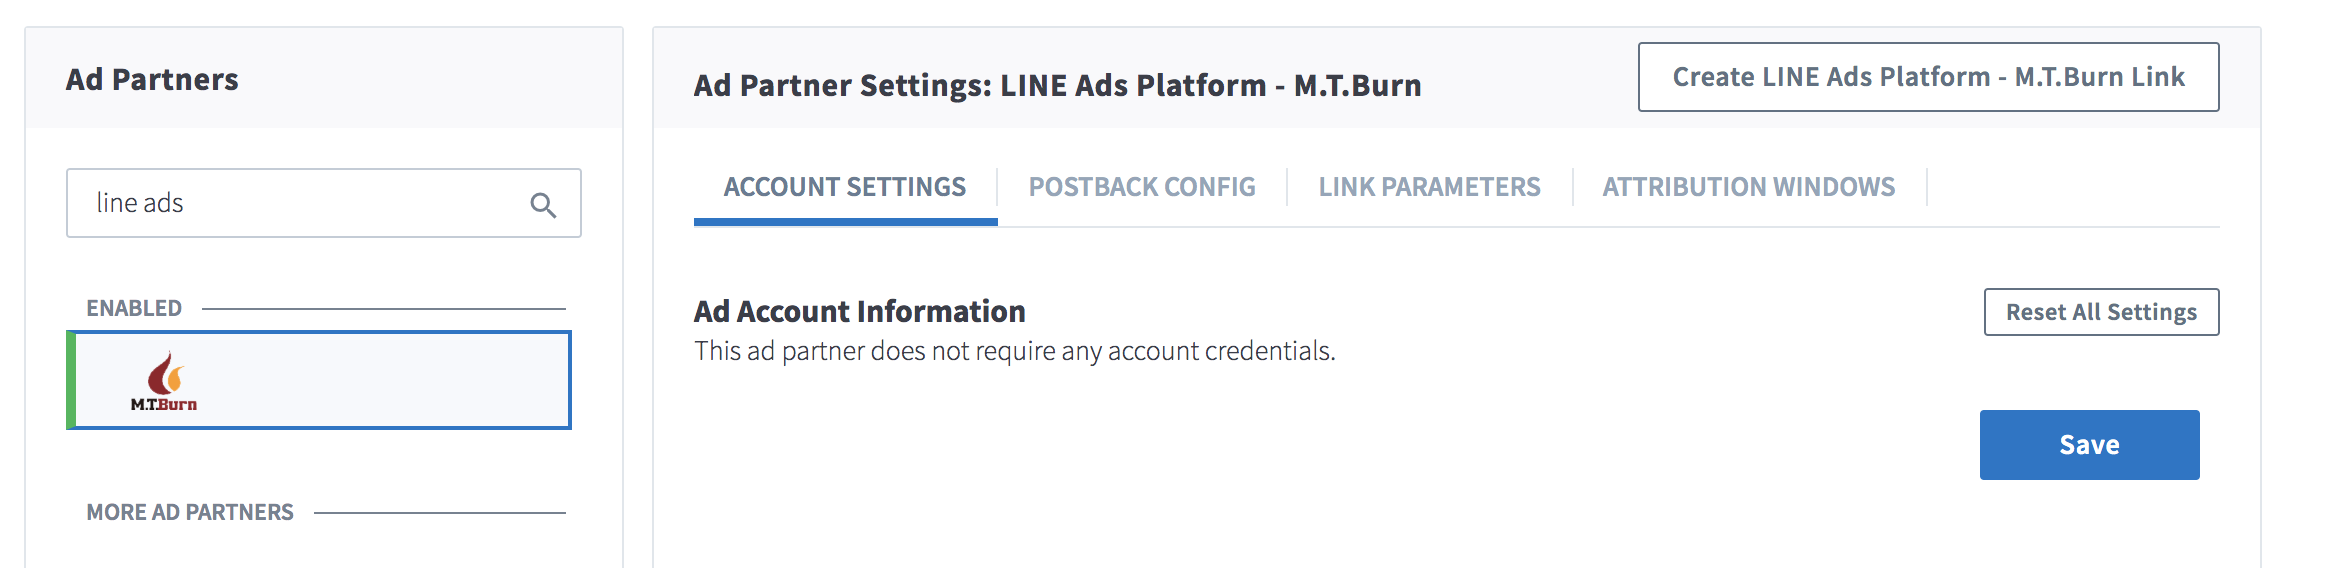 Ad Partners
line ads
ENABLED
M.T.Burn
MORE AD PARTNERS
Ad Partner Settings: LINE Ads Platform - M.T.Burn
Create LINE Ads Platform - M.T.Burn Link
ACCOUNT SETTINGS
POSTBACK CONFIG
LINK PARAMETERS
ATTRIBUTION WINDOWS
Ad Account Information
Reset All Settings
This ad partner does not require any account credentials.
Save